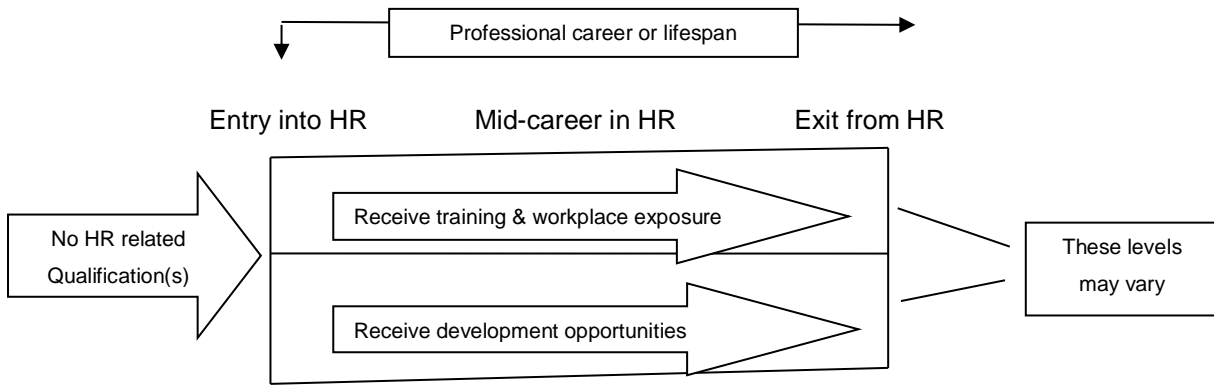 Professional career or lifespan
Entry into HR
Mid-career in HR
Exit from HR
No HR related
Qualification(s)
Receive training & workplace exposure
Receive development opportunities
These levels
may vary